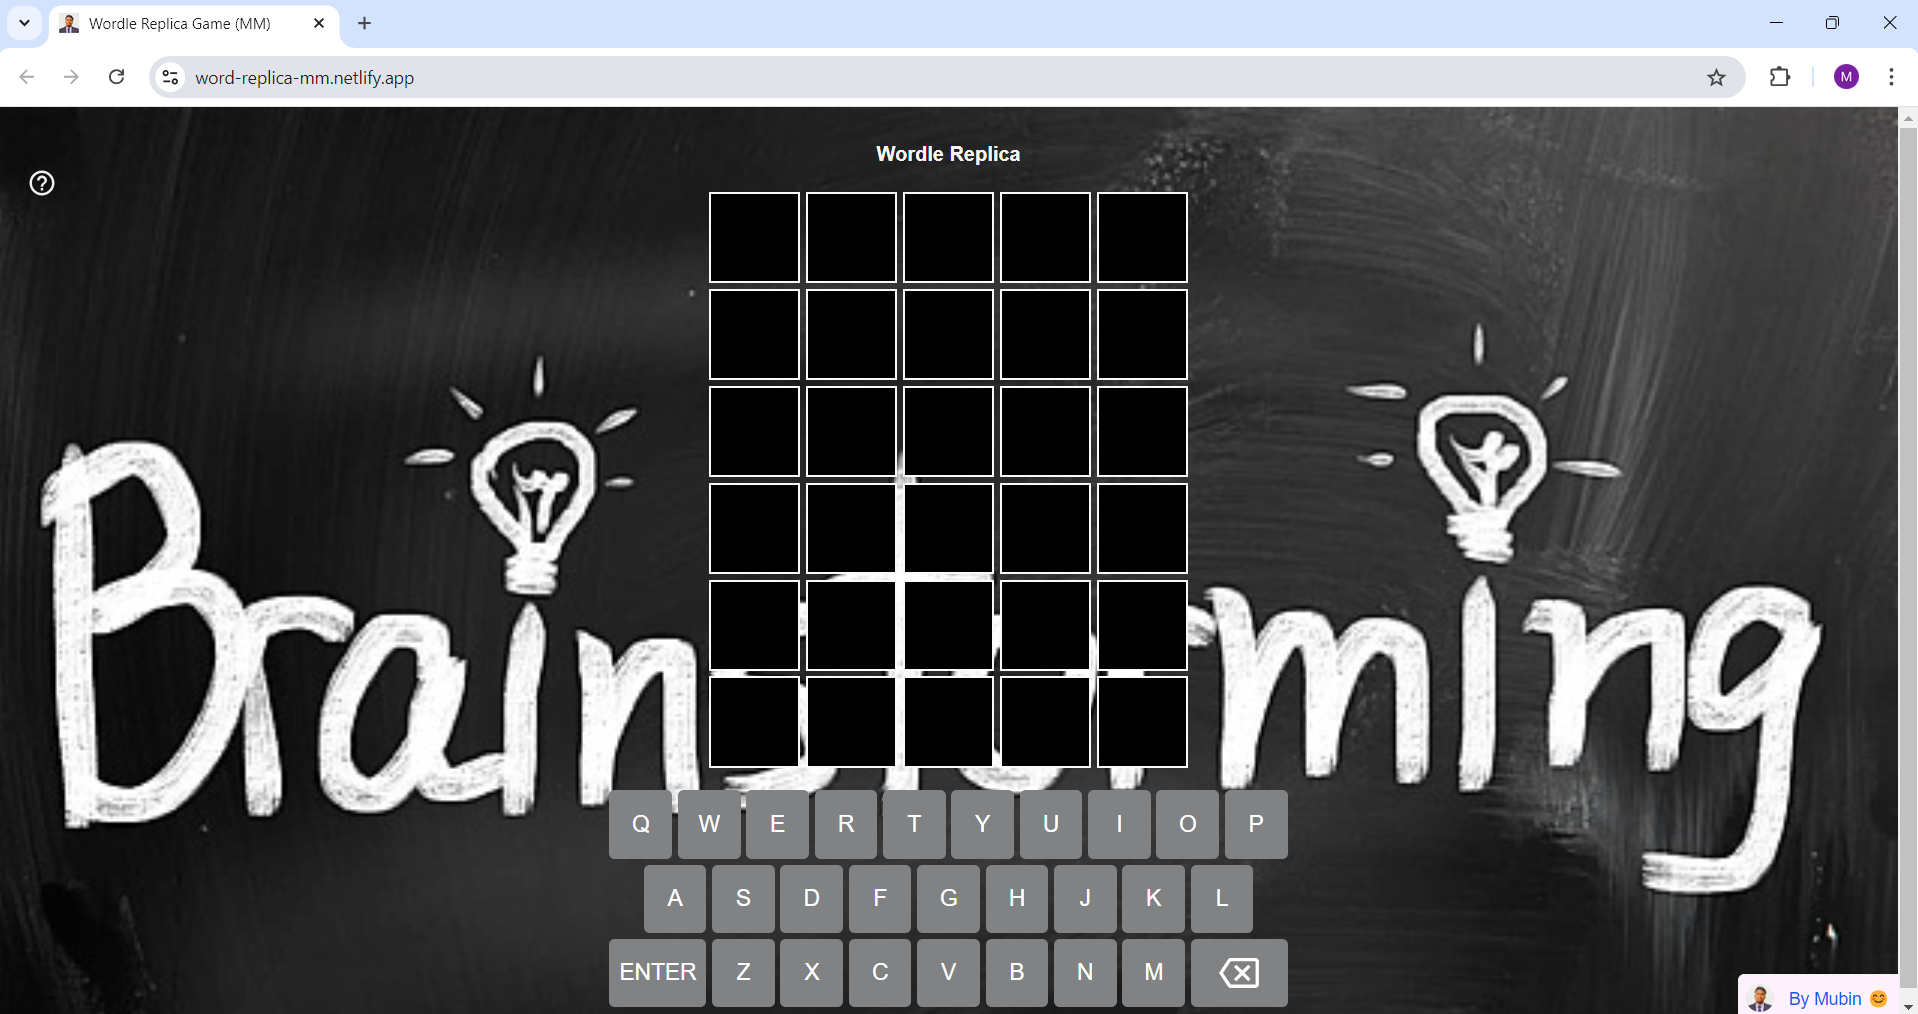 Wordle Replica Game (MM)
word-replica-mm.netlify.app
M
Wordle Replica
Brainstorming
Q W E R T Y U I O P
A S D F G H J K L
ENTER Z X C V B N M
By Mubin 😊